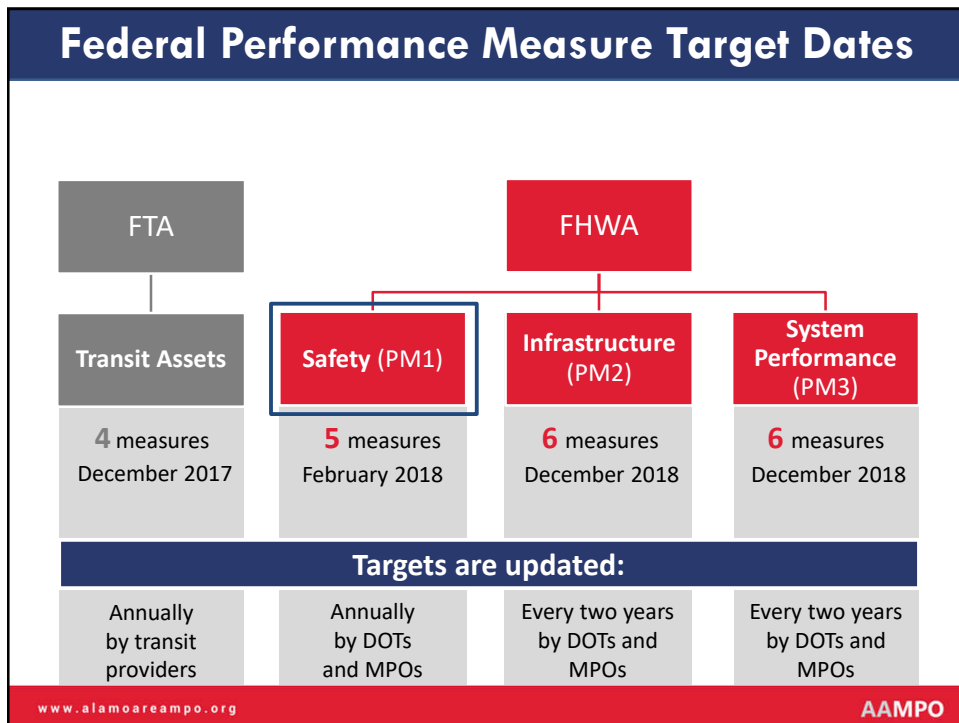 Federal Performance Measure Target Dates
FTA
FHWA
Transit Assets
Safety (PM1)
Infrastructure
(PM2)
System
Performance
(PM3)
4 measures
December 2017
5 measures
February 2018
6 measures
December 2018
6 measures
December 2018
Targets are updated:
Annually
by transit
providers
Annually
by DOTs
and MPOs
Every two years
by DOTs and
MPOs
Every two years
by DOTs and
MPOs
www.alamoareampo.org
AAMPO